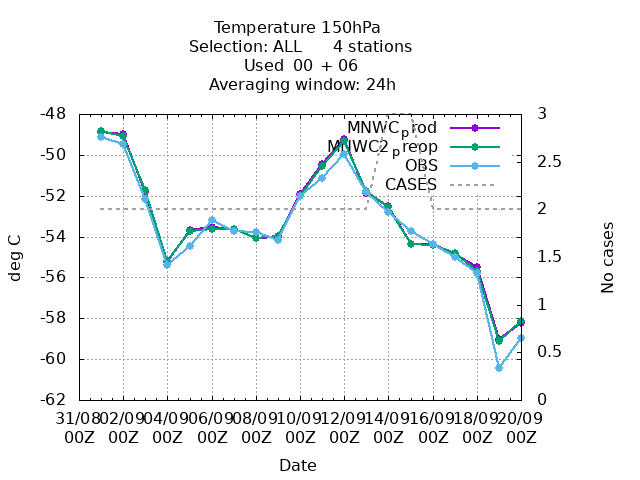 Temperature 150hPa
Selection: ALL      4 stations
Used  00 + 06
Averaging window: 24h
MNWCprod
MNWC2preop
OBS
CASES
deg C
-48
-50
-52
-54
-56
-58
-60
-62
No cases
3
2.5
2
1.5
1
0.5
0
31/08 02/09 04/09 06/09 08/09 10/09 12/09 14/09 16/09 18/09 20/09
00Z 00Z 00Z 00Z 00Z 00Z 00Z 00Z 00Z 00Z 00Z
Date